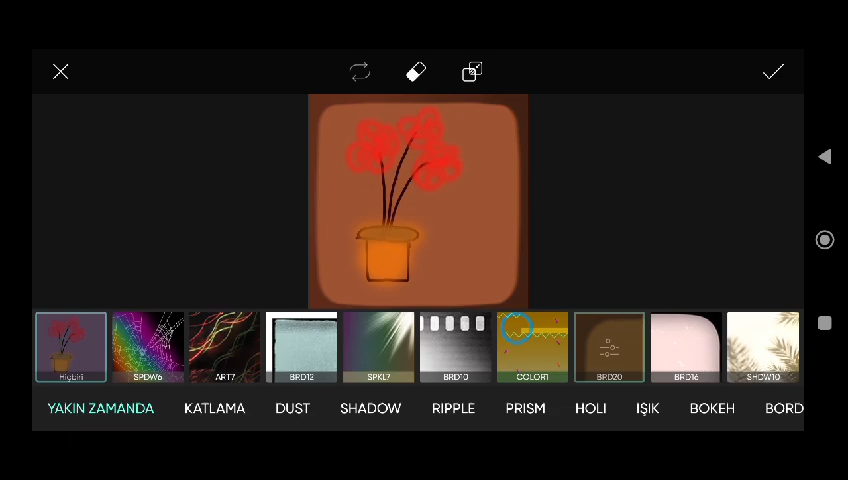 Hiçbiri SPDW6 ART7 BRD12 SPKL7 BRD10 COLOR1 BRD20 BRD16 SHDW10
YAKIN ZAMANDA KATLAMA DUST SHADOW RIPPLE PRISM HOLI IŞIK BOKEH BORD